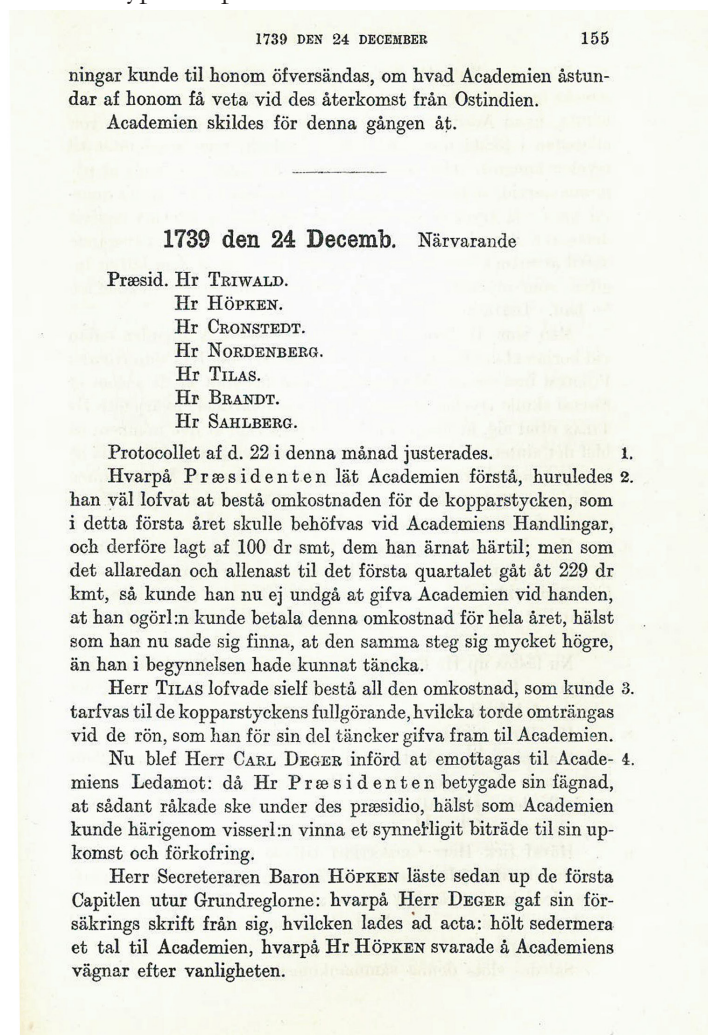 1739 DEN 24 DECEMBER 155
ningar kunde til honom öfversändas, om hvad Academien åstun-
dar af honom få veta vid des återkomst från Ostindien.
Academien skildes för denna gången åt.
1739 den 24 Decemb. Närvarande
Præsid. Hr TRIWALD.
Hr HÖPKEN.
Hr CRONSTEDT.
Hr NORDENBERG.
Hr TILAS.
Hr BRANDT.
Hr SAHLBERG.
Protocollet af d. 22 i denna månad justerades. 1.
Hvarpå Præsidenten lät Academien förstå, huruledes 2.
han väl lofvat at bestå omkostnaden för de kopparstycken, som
i detta första året skulle behöfvas vid Academiens Handlingar,
och derföre lagt af 100 dr smt, dem han ärnat härtil; men som
det allaredan och allenast til det första quartalet gåt åt 229 dr
kmt, så kunde han nu ej undgå at gifva Academien vid handen,
at han ogörl:n kunde betala denna omkostnad för hela året, hälst
som han nu sade sig finna, at den samma steg sig mycket högre,
än han i begynnelsen hade kunnat täncka.
Herr TILAS lofvade sielf bestå all den omkostnad, som kunde 3.
tarfvas til de kopparstyckens fullgörande, hvilcka torde omträngas
vid de rön, som han för sin del täncker gifva fram til Academien.
Nu blef Herr CARL DEGER införd at emottagas til Acade- 4.
miens Ledamot: då Hr Præsidenten betygade sin fägnad,
at sådant råkade ske under des præsidio, hälst som Academien
kunde härigenom visserl:n vinna et synnerligit biträde til sin up-
komst och förkofring.
Herr Secreteraren Baron HÖPKEN läste sedan up de första
Capitlen utur Grundreglorne: hvarpå Herr DEGER gaf sin för-
säkrings skrift från sig, hvilcken lades ad acta: hölt sedermera
et tal til Academien, hvarpå Hr HÖPKEN svarade å Academiens
vägnar efter vanligheten.